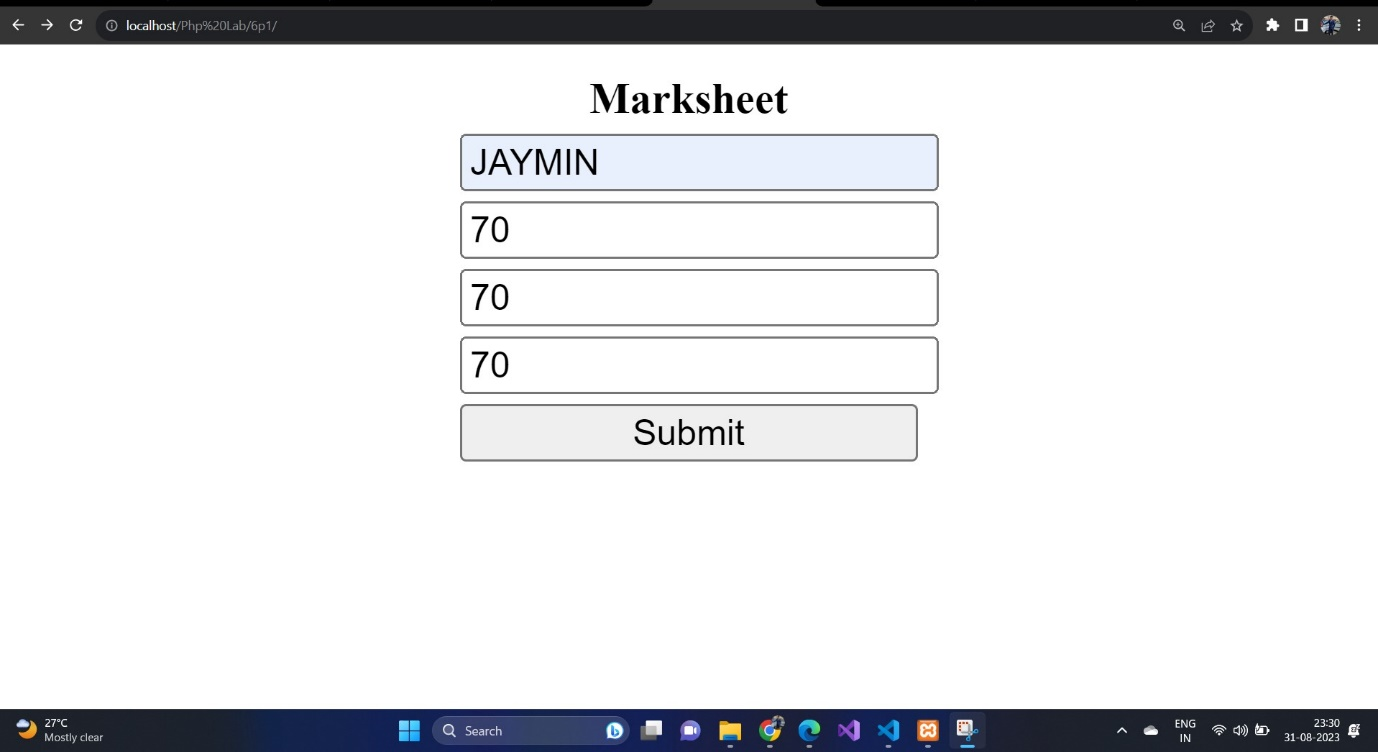 localhost/Php%20Lab/6p1/
Marksheet
JAYMIN
70
70
70
Submit
27°C
Mostly clear
Search
ENG
IN
23:30
31-08-2023